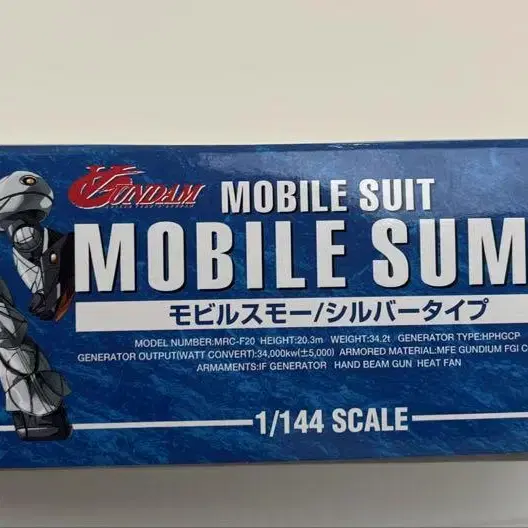 GUNDAM
MOBILE SUIT
MOBILE SUM
モビルスモー/シルバータイプ
MODEL NUMBER:MRC-F20 HEIGHT:20.3m WEIGHT:34.2t GENERATOR TYPE:HPHGCP
GENERATOR OUTPUT(WATT CONVERT):34,000kw(±5,000) ARMORED MATERIAL:MFE GUNDIUM FGI C
ARMAMENTS:IF GENERATOR HAND BEAM GUN HEAT FAN
1/144 SCALE